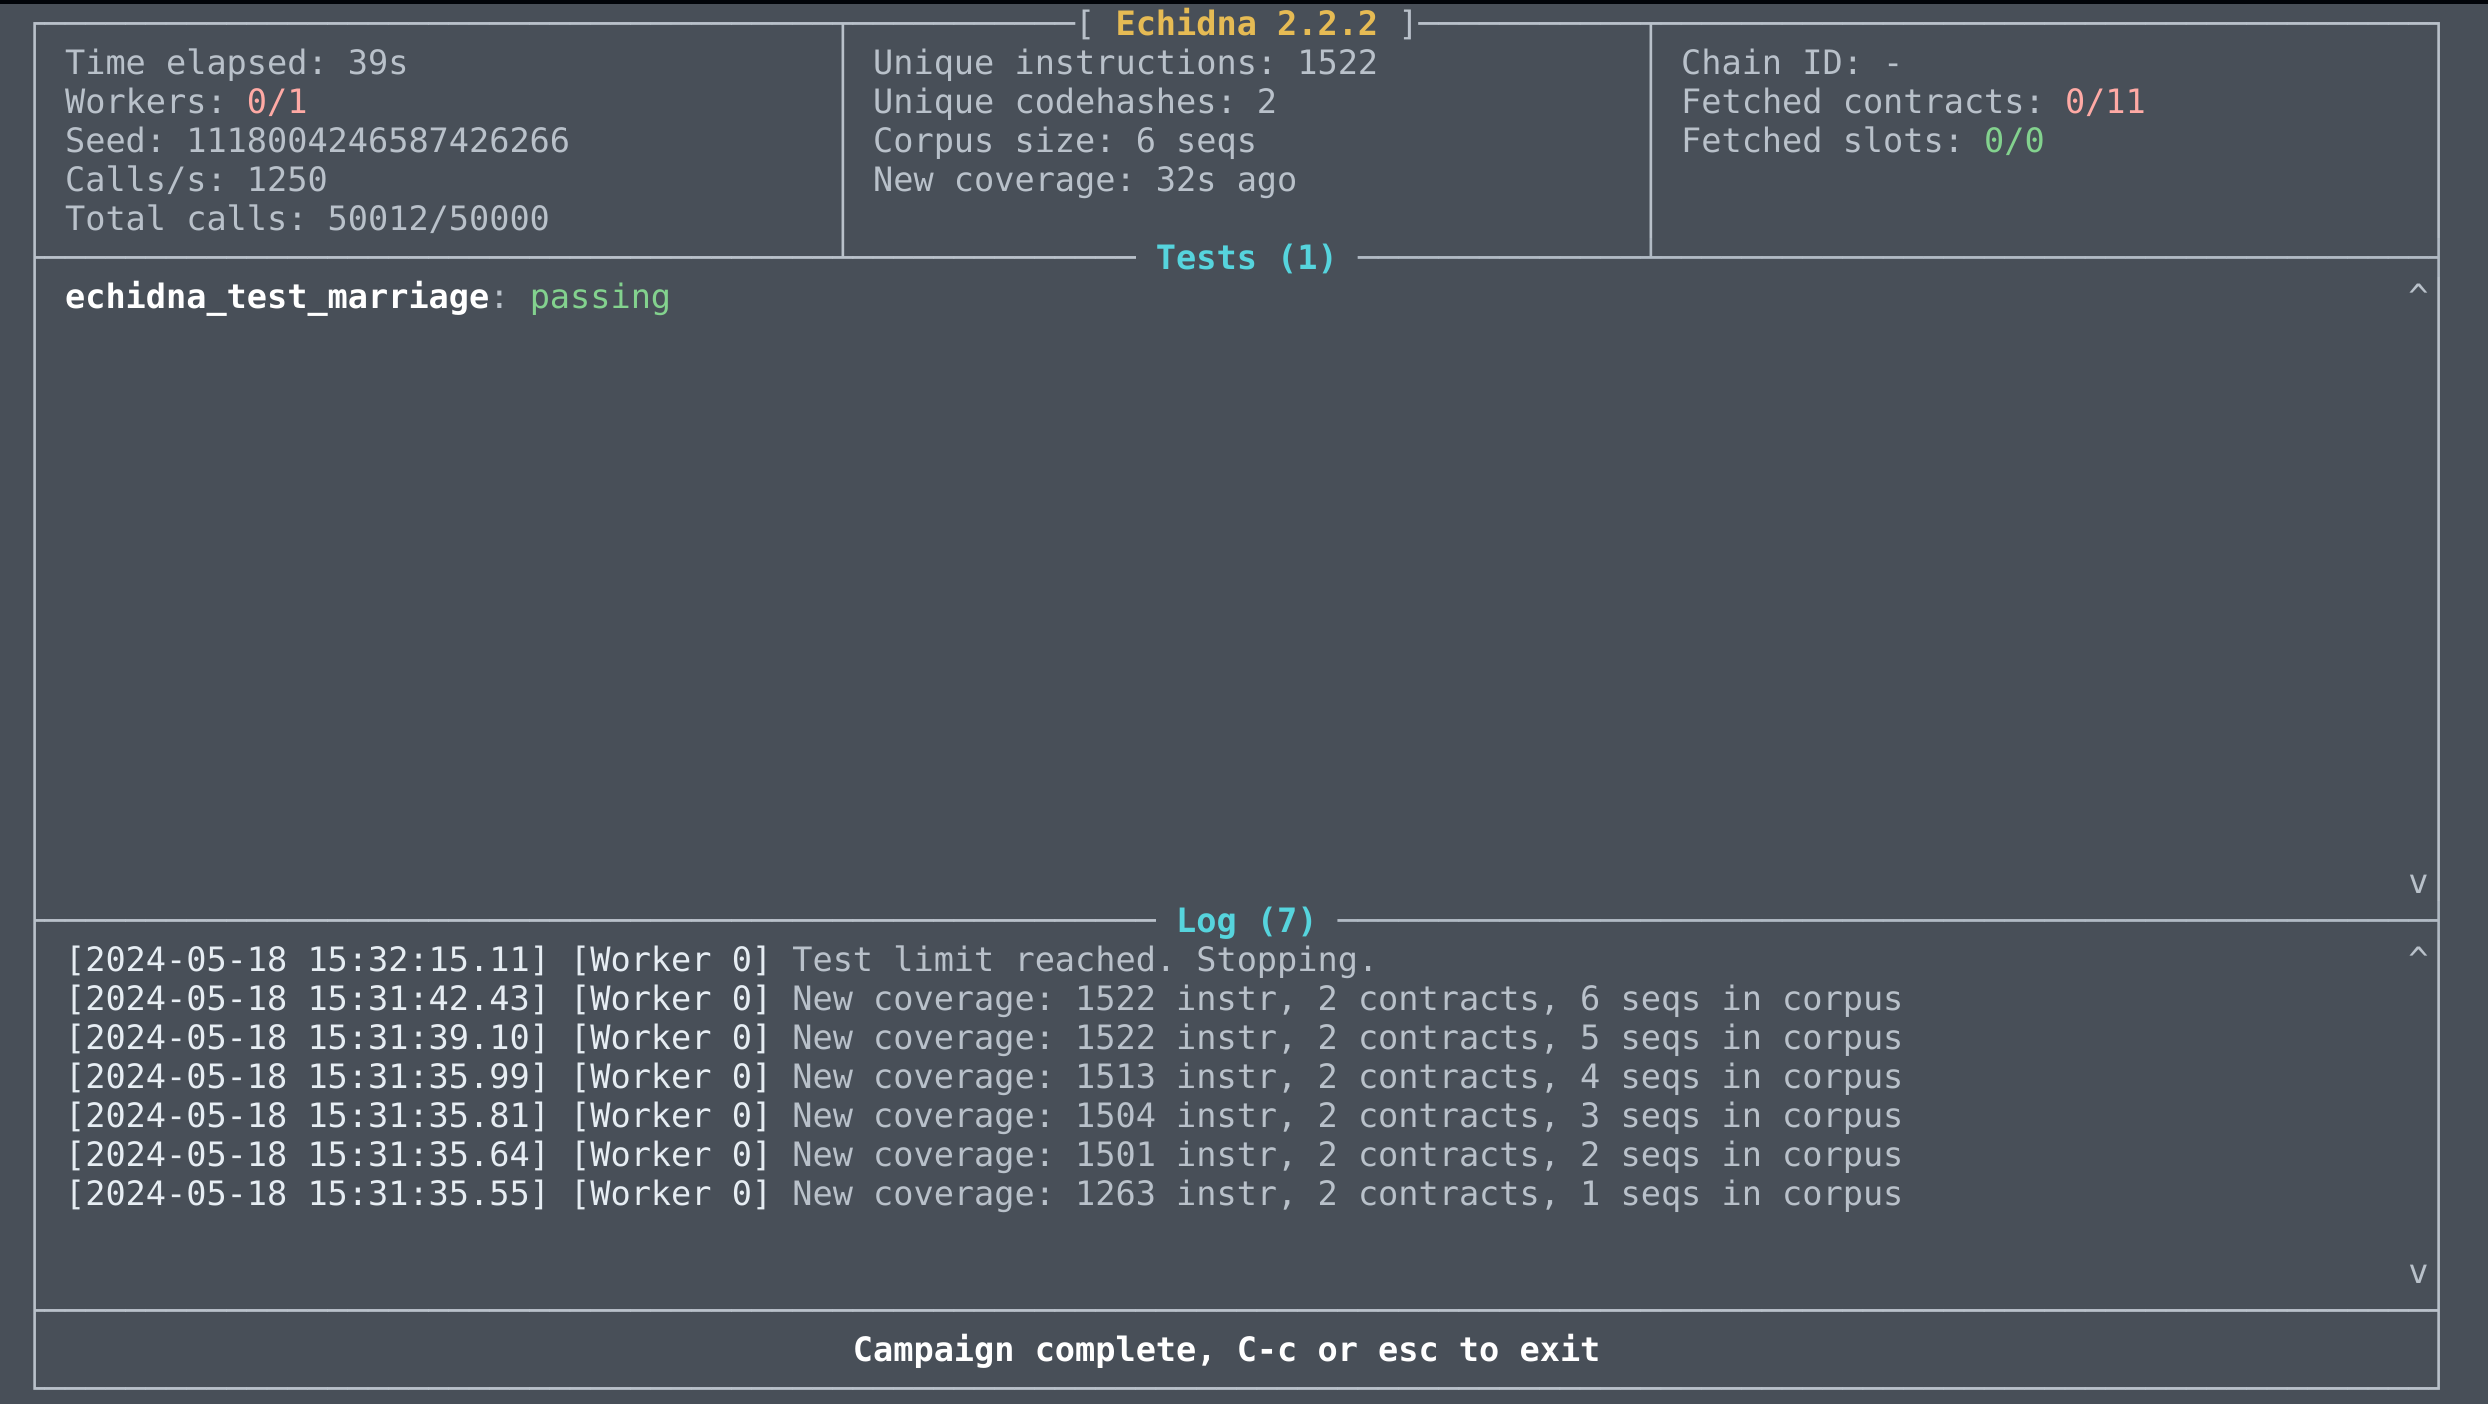 [ Echidna 2.2.2 ]
Time elapsed: 39s
Workers: 0/1
Seed: 1118004246587426266
Calls/s: 1250
Total calls: 50012/50000
Unique instructions: 1522
Unique codehashes: 2
Corpus size: 6 seqs
New coverage: 32s ago
Chain ID: -
Fetched contracts: 0/11
Fetched slots: 0/0
Tests (1)
echidna_test_marriage: passing
^
v
Log (7)
[2024-05-18 15:32:15.11] [Worker 0] Test limit reached. Stopping.
^
[2024-05-18 15:31:42.43] [Worker 0] New coverage: 1522 instr, 2 contracts, 6 seqs in corpus
[2024-05-18 15:31:39.10] [Worker 0] New coverage: 1522 instr, 2 contracts, 5 seqs in corpus
[2024-05-18 15:31:35.99] [Worker 0] New coverage: 1513 instr, 2 contracts, 4 seqs in corpus
[2024-05-18 15:31:35.81] [Worker 0] New coverage: 1504 instr, 2 contracts, 3 seqs in corpus
[2024-05-18 15:31:35.64] [Worker 0] New coverage: 1501 instr, 2 contracts, 2 seqs in corpus
[2024-05-18 15:31:35.55] [Worker 0] New coverage: 1263 instr, 2 contracts, 1 seqs in corpus
v
Campaign complete, C-c or esc to exit